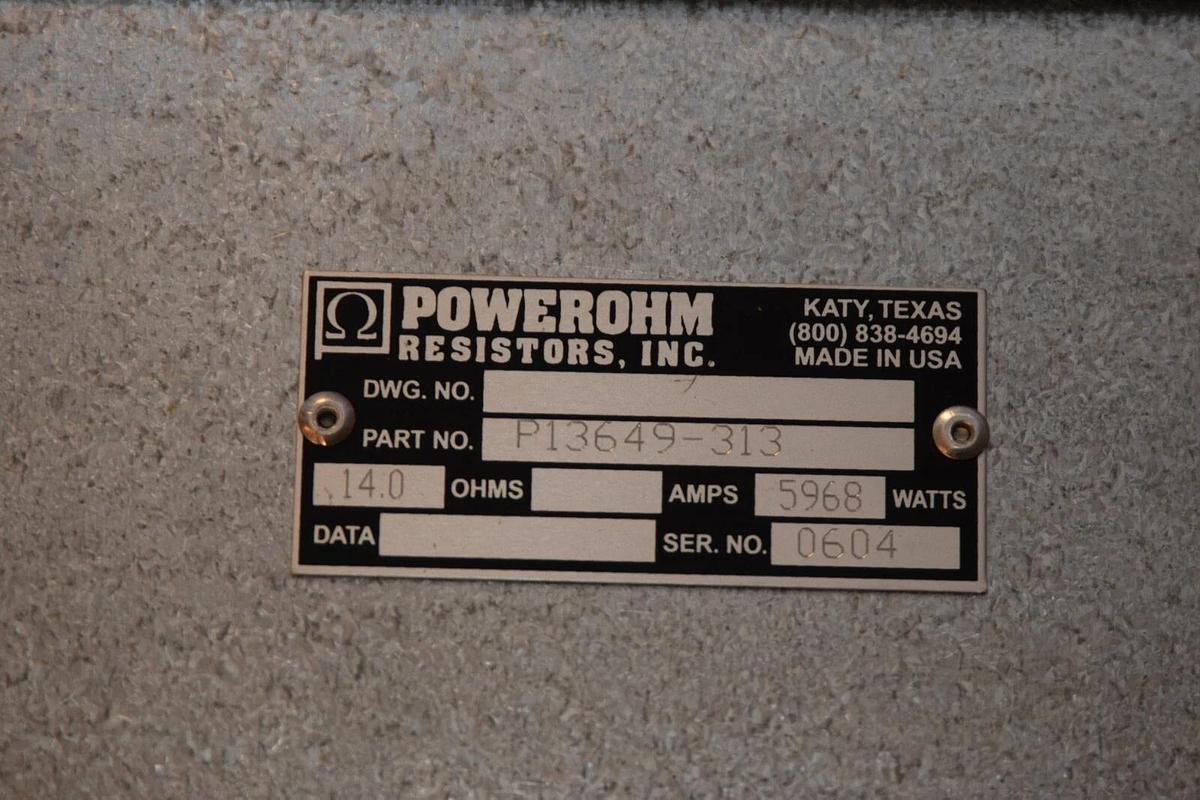 Ω POWEROHM
RESISTORS, INC.
KATY, TEXAS
(800) 838-4694
MADE IN USA
DWG. NO.
PART NO. P13649-313
14.0 OHMS AMPS 5968 WATTS
DATA SER. NO. 0604